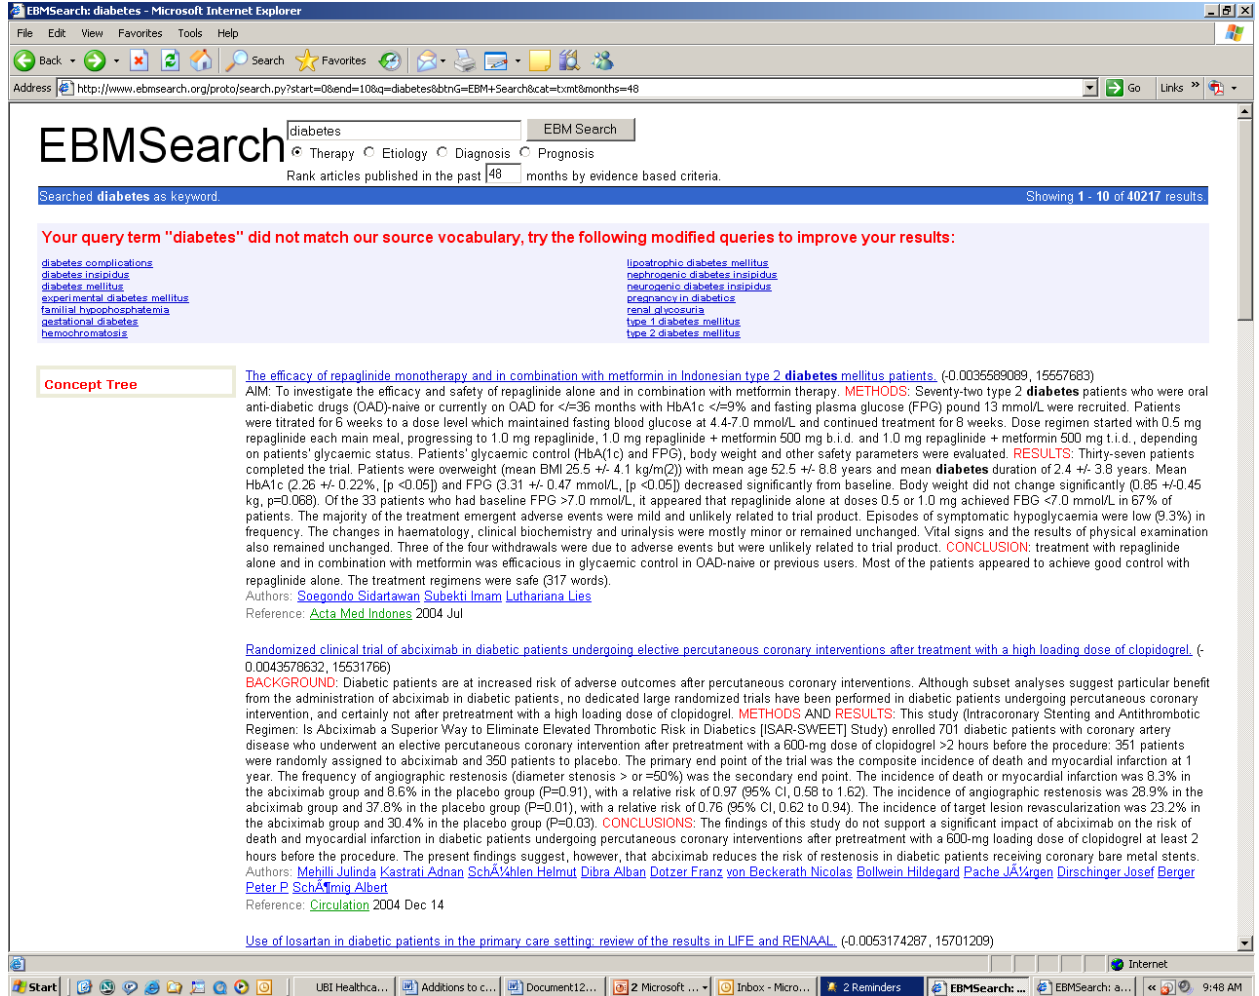 EBMSearch: diabetes - Microsoft Internet Explorer
File Edit View Favorites Tools Help
Back Search Favorites
Address http://www.ebmsearch.org/proto/search.py?start=0&end=10&q=diabetes&btnG=EBM+Search&cat=txmt&months=48 Go Links »
EBMSearch diabetes EBM Search
Therapy Etiology Diagnosis Prognosis
Rank articles published in the past 48 months by evidence based criteria.
Searched diabetes as keyword. Showing 1 - 10 of 40217 results.
Your query term "diabetes" did not match our source vocabulary, try the following modified queries to improve your results:
diabetes complications lipoatrophic diabetes mellitus
diabetes insipidus nephrogenic diabetes insipidus
diabetes mellitus neurogenic diabetes insipidus
experimental diabetes mellitus pregnancy in diabetics
familial hypophosphatemia renal glycosuria
gestational diabetes type 1 diabetes mellitus
hemochromatosis type 2 diabetes mellitus
Concept Tree
The efficacy of repaglinide monotherapy and in combination with metformin in Indonesian type 2 diabetes mellitus patients. (-0.0035589089, 15557683)
AIM: To investigate the efficacy and safety of repaglinide alone and in combination with metformin therapy. METHODS: Seventy-two type 2 diabetes patients who were oral
anti-diabetic drugs (OAD)-naive or currently on OAD for </=36 months with HbA1c </=9% and fasting plasma glucose (FPG) pound 13 mmol/L were recruited. Patients
were titrated for 6 weeks to a dose level which maintained fasting blood glucose at 4.4-7.0 mmol/L and continued treatment for 8 weeks. Dose regimen started with 0.5 mg
repaglinide each main meal, progressing to 1.0 mg repaglinide, 1.0 mg repaglinide + metformin 500 mg b.i.d. and 1.0 mg repaglinide + metformin 500 mg t.i.d., depending
on patients' glycaemic status. Patients' glycaemic control (HbA(1c) and FPG), body weight and other safety parameters were evaluated. RESULTS: Thirty-seven patients
completed the trial. Patients were overweight (mean BMI 25.5 +/- 4.1 kg/m(2)) with mean age 52.5 +/- 8.8 years and mean diabetes duration of 2.4 +/- 3.8 years. Mean
HbA1c (2.26 +/- 0.22%, [p <0.05]) and FPG (3.31 +/- 0.47 mmol/L, [p <0.05]) decreased significantly from baseline. Body weight did not change significantly (0.85 +/-0.45
kg, p=0.068). Of the 33 patients who had baseline FPG >7.0 mmol/L, it appeared that repaglinide alone at doses 0.5 or 1.0 mg achieved FBG <7.0 mmol/L in 67% of
patients. The majority of the treatment emergent adverse events were mild and unlikely related to trial product. Episodes of symptomatic hypoglycaemia were low (9.3%) in
frequency. The changes in haematology, clinical biochemistry and urinalysis were mostly minor or remained unchanged. Vital signs and the results of physical examination
also remained unchanged. Three of the four withdrawals were due to adverse events but were unlikely related to trial product. CONCLUSION: treatment with repaglinide
alone and in combination with metformin was efficacious in glycaemic control in OAD-naive or previous users. Most of the patients appeared to achieve good control with
repaglinide alone. The treatment regimens were safe (317 words).
Authors: Soegondo Sidartawan Subekti Imam Luthariana Lies
Reference: Acta Med Indones 2004 Jul
Randomized clinical trial of abciximab in diabetic patients undergoing elective percutaneous coronary interventions after treatment with a high loading dose of clopidogrel. (-
0.0043578632, 15531766)
BACKGROUND: Diabetic patients are at increased risk of adverse outcomes after percutaneous coronary interventions. Although subset analyses suggest particular benefit
from the administration of abciximab in diabetic patients, no dedicated large randomized trials have been performed in diabetic patients undergoing percutaneous coronary
intervention, and certainly not after pretreatment with a high loading dose of clopidogrel. METHODS AND RESULTS: This study (Intracoronary Stenting and Antithrombotic
Regimen: Is Abciximab a Superior Way to Eliminate Elevated Thrombotic Risk in Diabetics [ISAR-SWEET] Study) enrolled 701 diabetic patients with coronary artery
disease who underwent an elective percutaneous coronary intervention after pretreatment with a 600-mg dose of clopidogrel >2 hours before the procedure: 351 patients
were randomly assigned to abciximab and 350 patients to placebo. The primary end point of the trial was the composite incidence of death and myocardial infarction at 1
year. The frequency of angiographic restenosis (diameter stenosis > or =50%) was the secondary end point. The incidence of death or myocardial infarction was 8.3% in
the abciximab group and 8.6% in the placebo group (P=0.91), with a relative risk of 0.97 (95% CI, 0.58 to 1.62). The incidence of angiographic restenosis was 28.9% in the
abciximab group and 37.8% in the placebo group (P=0.01), with a relative risk of 0.76 (95% CI, 0.62 to 0.94). The incidence of target lesion revascularization was 23.2% in
the abciximab group and 30.4% in the placebo group (P=0.03). CONCLUSIONS: The findings of this study do not support a significant impact of abciximab on the risk of
death and myocardial infarction in diabetic patients undergoing percutaneous coronary interventions after pretreatment with a 600-mg loading dose of clopidogrel at least 2
hours before the procedure. The present findings suggest, however, that abciximab reduces the risk of restenosis in diabetic patients receiving coronary bare metal stents.
Authors: Mehilli Julinda Kastrati Adnan SchÃ¼hlen Helmut Dibra Alban Dotzer Franz von Beckerath Nicolas Bollwein Hildegard Pache JÃ¼rgen Dirschinger Josef Berger
Peter P SchÃ¶mig Albert
Reference: Circulation 2004 Dec 14
Use of losartan in diabetic patients in the primary care setting: review of the results in LIFE and RENAAL. (-0.0053174287, 15701209)
Internet
Start UBI Healthca... Additions to c... Document12... 2 Microsoft ... Inbox - Micro... 2 Reminders EBMSearch: ... EBMSearch: a... « 9:48 AM